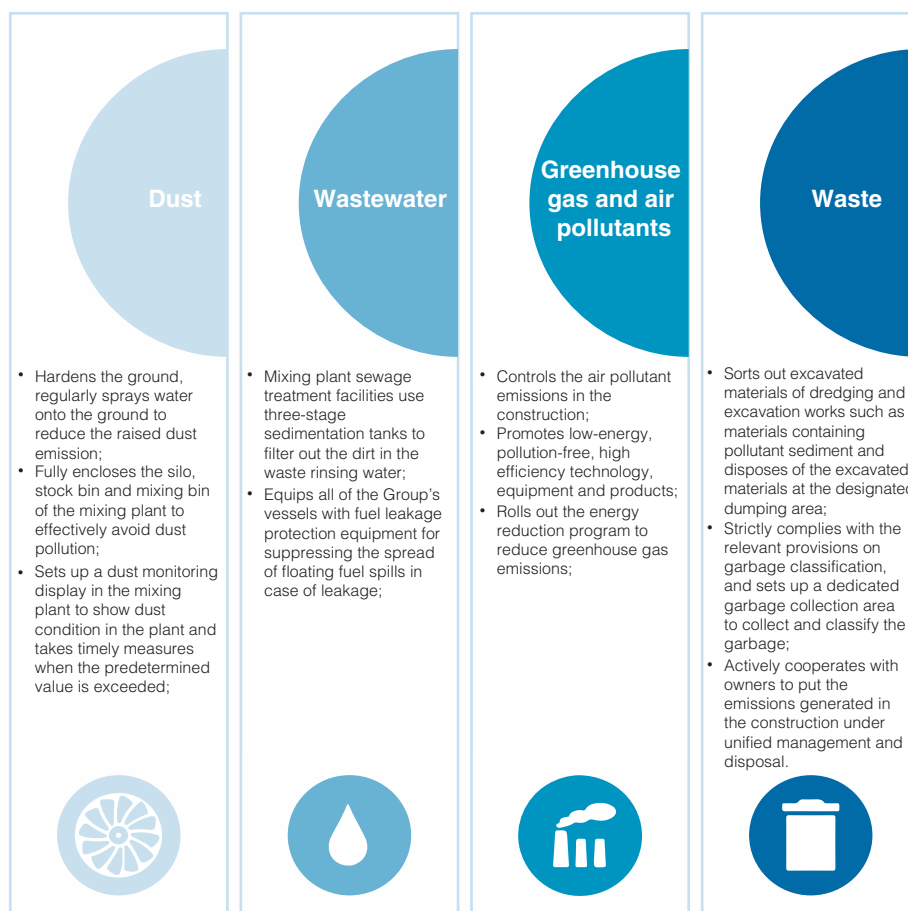 Dust
• Hardens the ground,
regularly sprays water
onto the ground to
reduce the raised dust
emission;
• Fully encloses the silo,
stock bin and mixing bin
of the mixing plant to
effectively avoid dust
pollution;
• Sets up a dust monitoring
display in the mixing
plant to show dust
condition in the plant and
takes timely measures
when the predetermined
value is exceeded;
Wastewater
• Mixing plant sewage
treatment facilities use
three-stage
sedimentation tanks to
filter out the dirt in the
waste rinsing water;
• Equips all of the Group's
vessels with fuel leakage
protection equipment for
suppressing the spread
of floating fuel spills in
case of leakage;
Greenhouse
gas and air
pollutants
• Controls the air pollutant
emissions in the
construction;
• Promotes low-energy,
pollution-free, high
efficiency technology,
equipment and products;
• Rolls out the energy
reduction program to
reduce greenhouse gas
emissions;
Waste
• Sorts out excavated
materials of dredging and
excavation works such as
materials containing
pollutant sediment and
disposes of the excavated
materials at the designated
dumping area;
• Strictly complies with the
relevant provisions on
garbage classification,
and sets up a dedicated
garbage collection area
to collect and classify the
garbage;
• Actively cooperates with
owners to put the
emissions generated in
the construction under
unified management and
disposal.